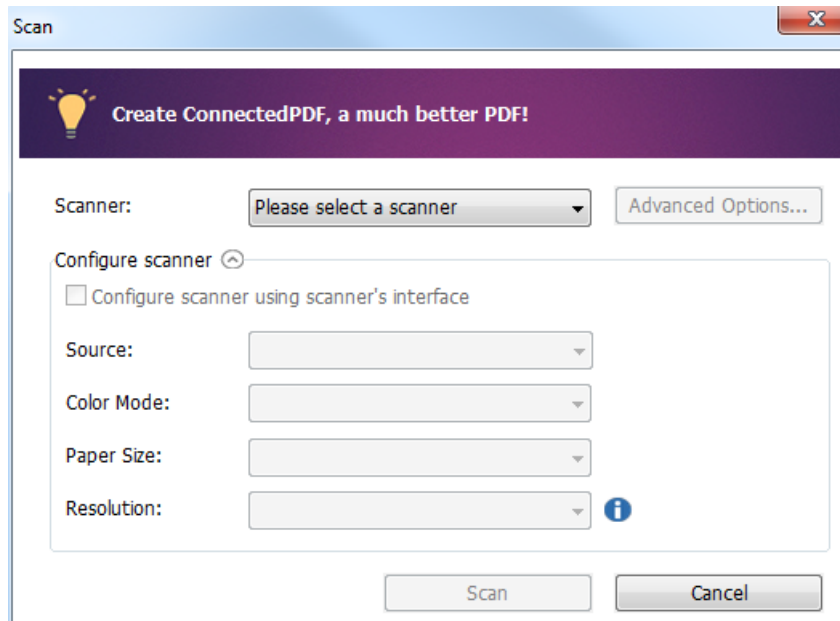 Scan
Create ConnectedPDF, a much better PDF!
Scanner: Please select a scanner Advanced Options...
Configure scanner
Configure scanner using scanner's interface
Source:
Color Mode:
Paper Size:
Resolution:
Scan Cancel